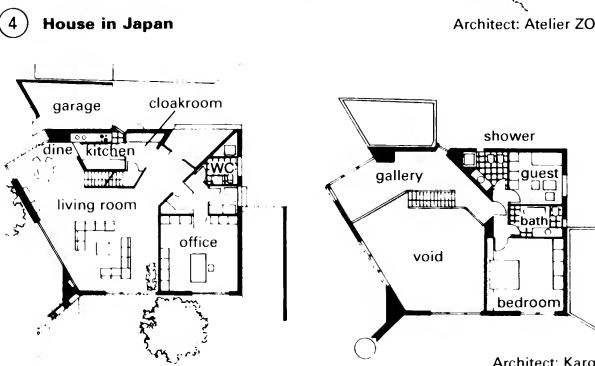 4 House in Japan
Architect: Atelier ZO
garage
cloakroom
dine kitchen
WC
living room
office
shower
gallery
guest
bath
void
bedroom
Architect: